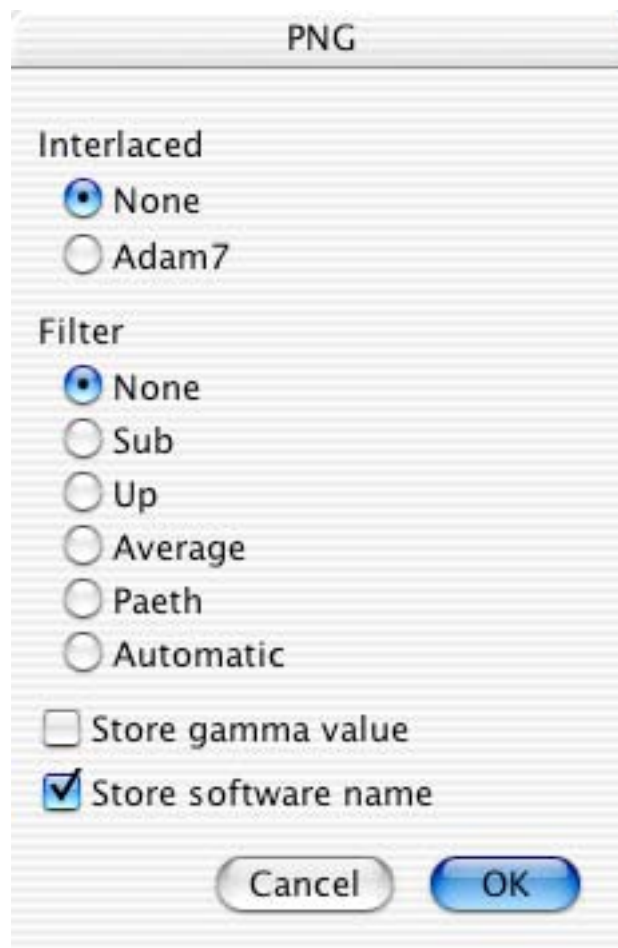 PNG
Interlaced
None
Adam7
Filter
None
Sub
Up
Average
Paeth
Automatic
Store gamma value
Store software name
Cancel OK